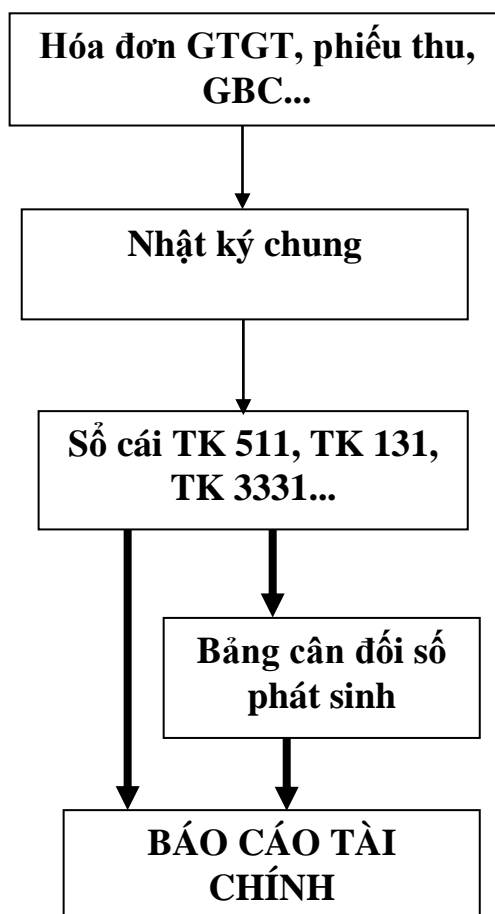 Hóa đơn GTGT, phiếu thu,
GBC...
Nhật ký chung
Sổ cái TK 511, TK 131,
TK 3331...
Bảng cân đối số
phát sinh
BÁO CÁO TÀI
CHÍNH